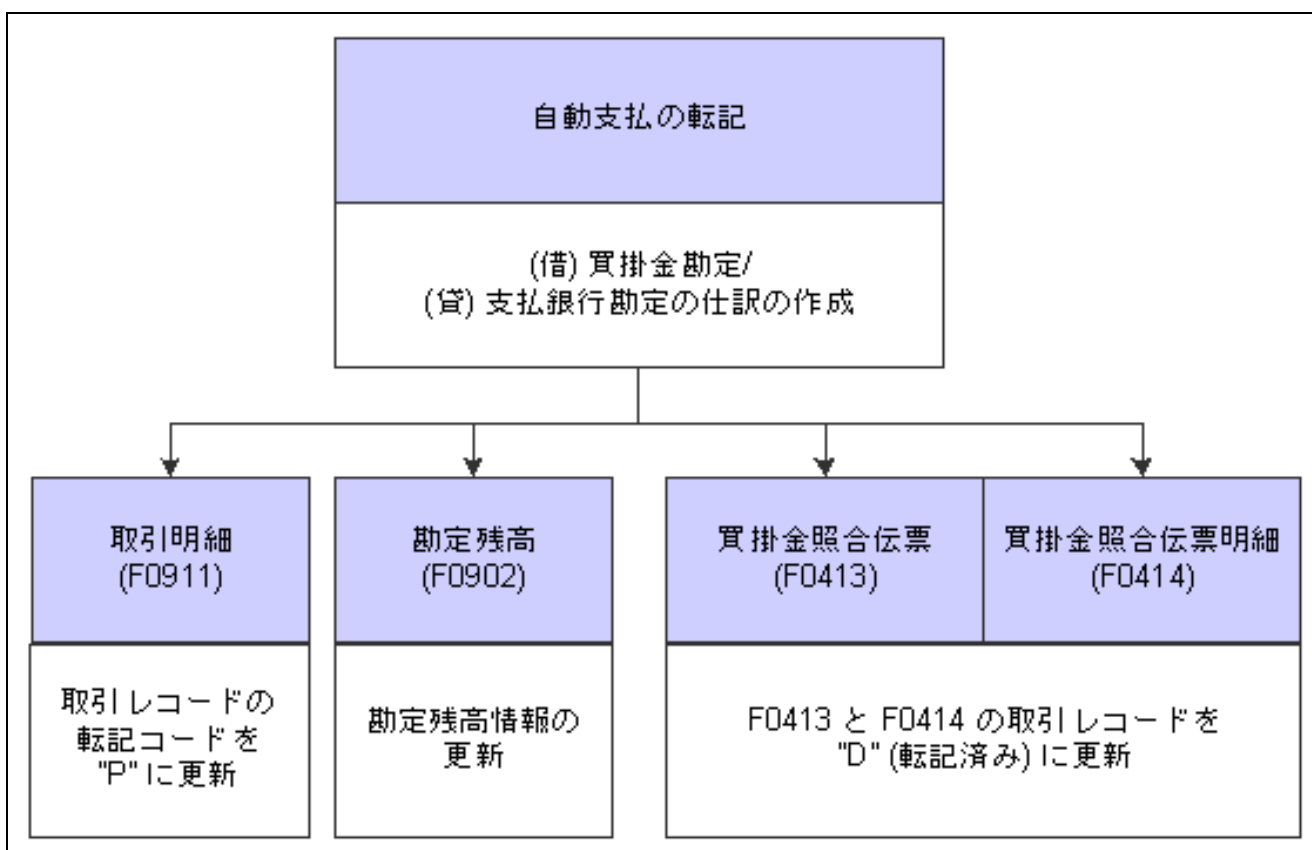 自動支払の転記
(借) 買掛金勘定/
(貸) 支払銀行勘定の仕訳の作成
取引明細
(F0911)
勘定残高
(F0902)
買掛金照合伝票
(F0413)
買掛金照合伝票明細
(F0414)
取引レコードの
転記コードを
"P" に更新
勘定残高情報の
更新
F0413 と F0414 の取引レコードを
"D" (転記済み) に更新